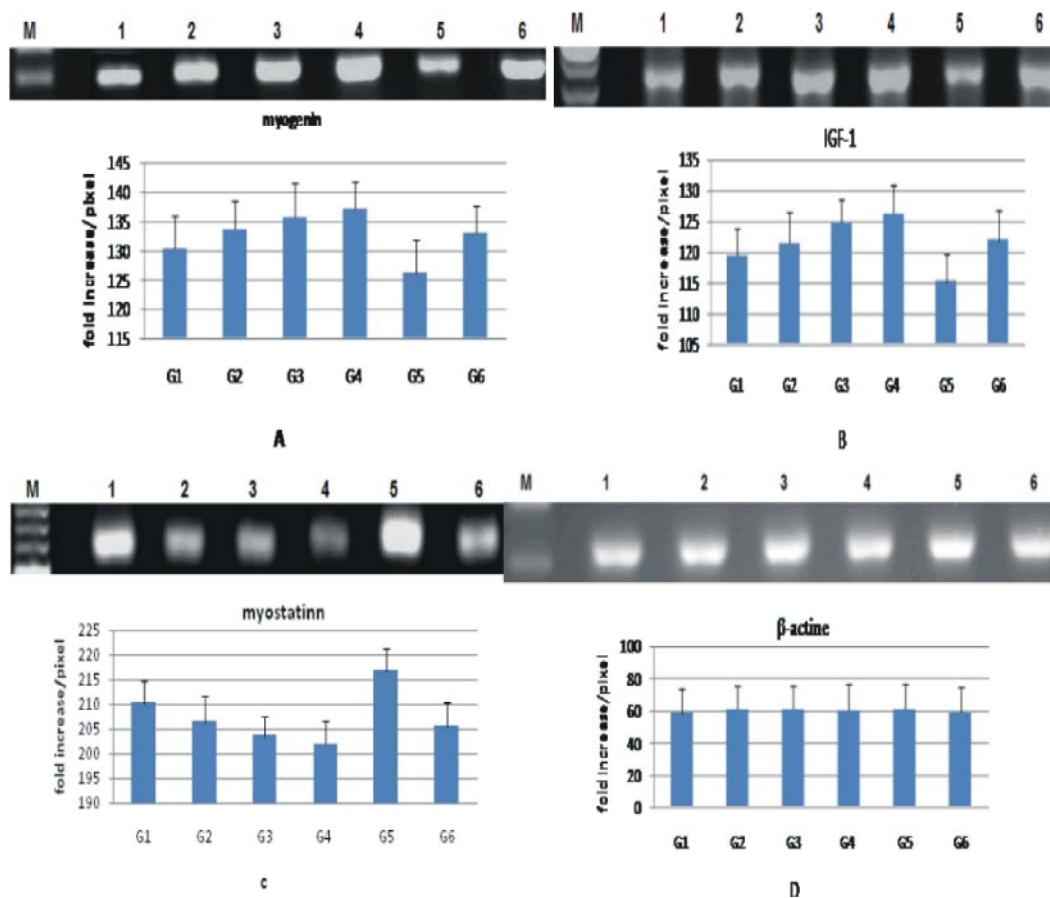 M 1 2 3 4 5 6
myogenin
fold increase/pixel
145
140
135
130
125
120
115
G1 G2 G3 G4 G5 G6
A
M 1 2 3 4 5 6
IGF-1
fold increase/pixel
135
130
125
120
115
110
105
G1 G2 G3 G4 G5 G6
B
M 1 2 3 4 5 6
myostatinn
fold increase/pixel
225
220
215
210
205
200
195
190
G1 G2 G3 G4 G5 G6
c
M 1 2 3 4 5 6
β-actine
fold increase/pixel
100
80
60
40
20
0
G1 G2 G3 G4 G5 G6
D